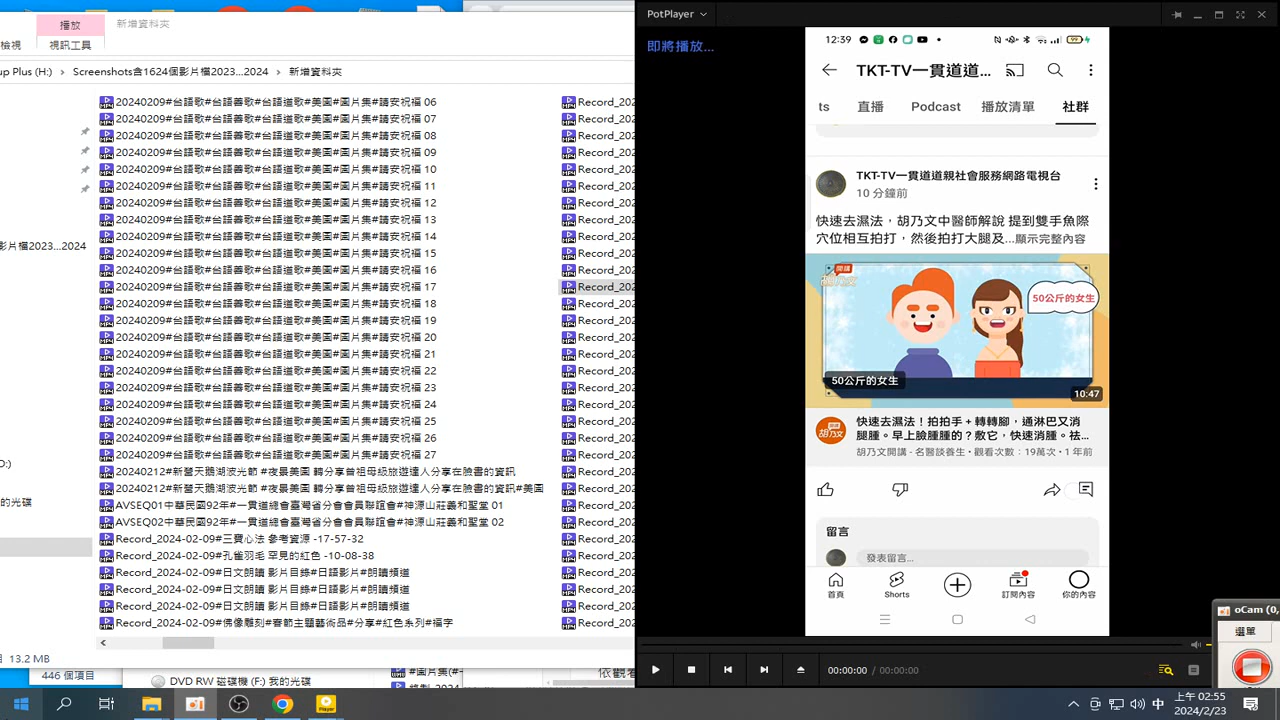 播放
新增資料夾
檢視
視訊工具
up Plus (H:) > Screenshots含1624個影片檔2023...2024 > 新增資料夾
20240209#台語歌#台語善歌#台語道歌#美圖#圖片集#請安祝福 06
20240209#台語歌#台語善歌#台語道歌#美圖#圖片集#請安祝福 07
20240209#台語歌#台語善歌#台語道歌#美圖#圖片集#請安祝福 08
20240209#台語歌#台語善歌#台語道歌#美圖#圖片集#請安祝福 09
20240209#台語歌#台語善歌#台語道歌#美圖#圖片集#請安祝福 10
20240209#台語歌#台語善歌#台語道歌#美圖#圖片集#請安祝福 11
20240209#台語歌#台語善歌#台語道歌#美圖#圖片集#請安祝福 12
20240209#台語歌#台語善歌#台語道歌#美圖#圖片集#請安祝福 13
20240209#台語歌#台語善歌#台語道歌#美圖#圖片集#請安祝福 14
影片檔2023...2024
20240209#台語歌#台語善歌#台語道歌#美圖#圖片集#請安祝福 15
20240209#台語歌#台語善歌#台語道歌#美圖#圖片集#請安祝福 16
20240209#台語歌#台語善歌#台語道歌#美圖#圖片集#請安祝福 17
20240209#台語歌#台語善歌#台語道歌#美圖#圖片集#請安祝福 18
20240209#台語歌#台語善歌#台語道歌#美圖#圖片集#請安祝福 19
20240209#台語歌#台語善歌#台語道歌#美圖#圖片集#請安祝福 20
20240209#台語歌#台語善歌#台語道歌#美圖#圖片集#請安祝福 21
20240209#台語歌#台語善歌#台語道歌#美圖#圖片集#請安祝福 22
20240209#台語歌#台語善歌#台語道歌#美圖#圖片集#請安祝福 23
20240209#台語歌#台語善歌#台語道歌#美圖#圖片集#請安祝福 24
20240209#台語歌#台語善歌#台語道歌#美圖#圖片集#請安祝福 25
20240209#台語歌#台語善歌#台語道歌#美圖#圖片集#請安祝福 26
20240209#台語歌#台語善歌#台語道歌#美圖#圖片集#請安祝福 27
20240212#新營天鵝湖波光節 #夜景美圖 轉分享曾祖母級旅遊達人分享在臉書的資訊
20240212#新營天鵝湖波光節 #夜景美圖 轉分享曾祖母級旅遊達人分享在臉書的資訊#美圖
AVSEQ01中華民國92年#一貫道總會臺灣省分會會員聯誼會#神源山莊義和聖堂 01
AVSEQ02中華民國92年#一貫道總會臺灣省分會會員聯誼會#神源山莊義和聖堂 02
Record_2024-02-09#三寶心法 參考資源 -17-57-32
Record_2024-02-09#孔雀羽毛 罕見的紅色 -10-08-38
Record_2024-02-09#日文朗讀 影片目錄#日語影片#朗讀頻道
Record_2024-02-09#日文朗讀 影片目錄#日語影片#朗讀頻道
Record_2024-02-09#日文朗讀 影片目錄#日語影片#朗讀頻道
Record_2024-02-09#佛像雕刻#春節主題藝術品#分享#紅色系列#福字
的光碟
13.2 MB
446 個項目
DVD RW 磁碟機 (F:) 我的光碟
PotPlayer
即將播放...
12:39
TKT-TV一貫道道...
ts
直播
Podcast
播放清單
社群
TKT-TV一貫道道親社會服務網路電視台
10 分鐘前
快速去濕法，胡乃文中醫師解說 提到雙手魚際
穴位相互拍打，然後拍打大腿及...顯示完整內容
開講
50公斤的女生
50公斤的女生
10:47
快速去濕法！拍拍手＋轉轉腳，通淋巴又消
腿腫。早上臉腫腫的？敷它，快速消腫。祛...
胡乃文開講 - 名醫談養生 • 觀看次數：19萬次 • 1 年前
留言
發表留言...
首頁
Shorts
訂閱內容
你的內容
00:00:00 / 00:00:00
oCam (0,
選單
中
上午 02:55
2024/2/23